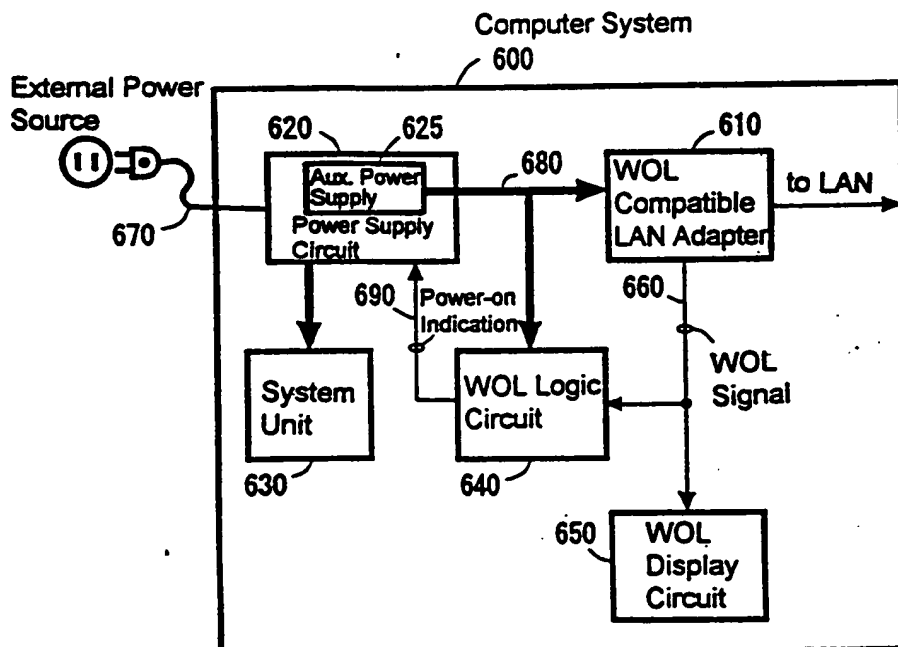 Computer System
600
External Power
Source
670
620
625
Aux. Power
Supply
Power Supply
Circuit
680
610
WOL
Compatible
LAN Adapter
to LAN
690
Power-on
Indication
660
WOL
Signal
System
Unit
630
WOL Logic
Circuit
640
650
WOL
Display
Circuit